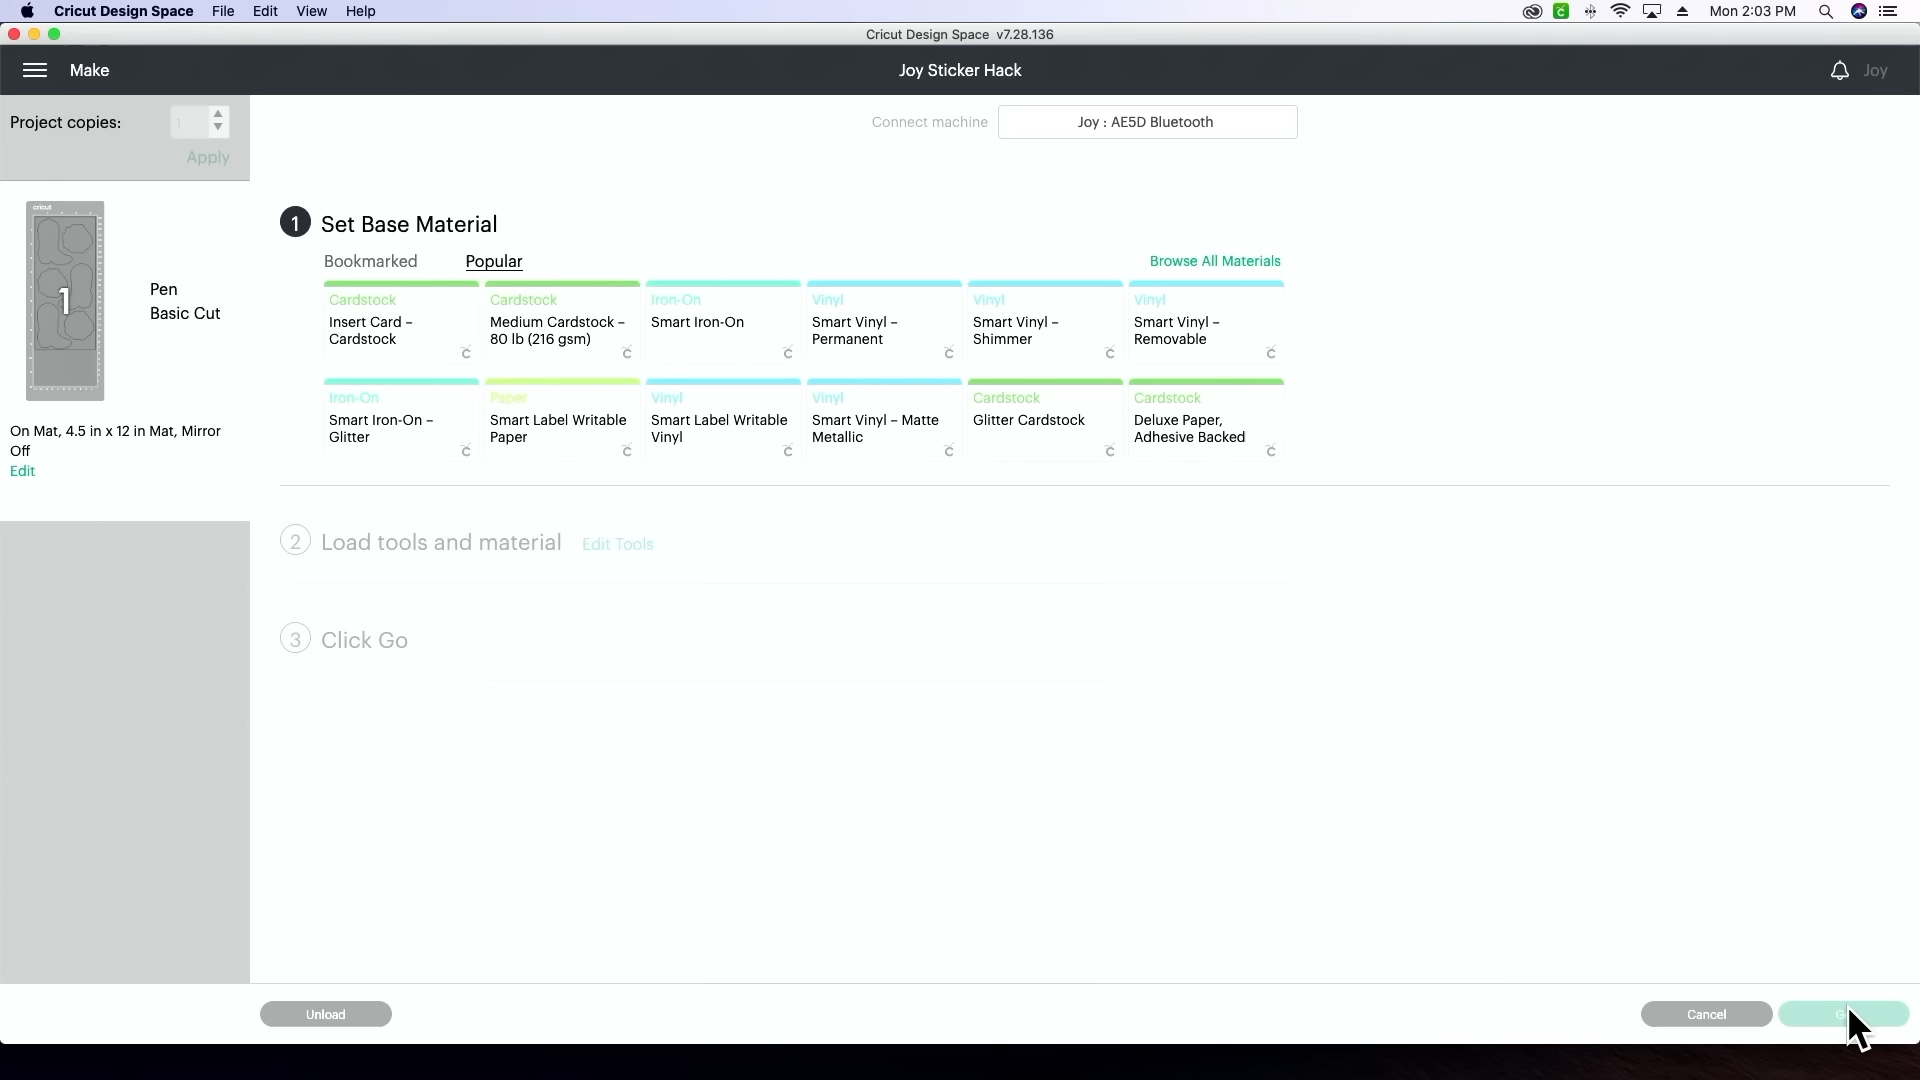 Cricut Design Space File Edit View Help Mon 2:03 PM
Cricut Design Space v7.28.136
Make Joy Sticker Hack Joy
Project copies: 1
Apply
Connect machine Joy : AE5D Bluetooth
cricut
1
Pen
Basic Cut
On Mat, 4.5 in x 12 in Mat, Mirror
Off
Edit
1 Set Base Material
Bookmarked Popular Browse All Materials
Cardstock
Insert Card –
Cardstock
Cardstock
Medium Cardstock –
80 lb (216 gsm)
Iron-On
Smart Iron-On
Vinyl
Smart Vinyl –
Permanent
Vinyl
Smart Vinyl –
Shimmer
Vinyl
Smart Vinyl –
Removable
Iron-On
Smart Iron-On –
Glitter
Paper
Smart Label Writable
Paper
Vinyl
Smart Label Writable
Vinyl
Vinyl
Smart Vinyl – Matte
Metallic
Cardstock
Glitter Cardstock
Cardstock
Deluxe Paper,
Adhesive Backed
2 Load tools and material Edit Tools
3 Click Go
Unload Cancel